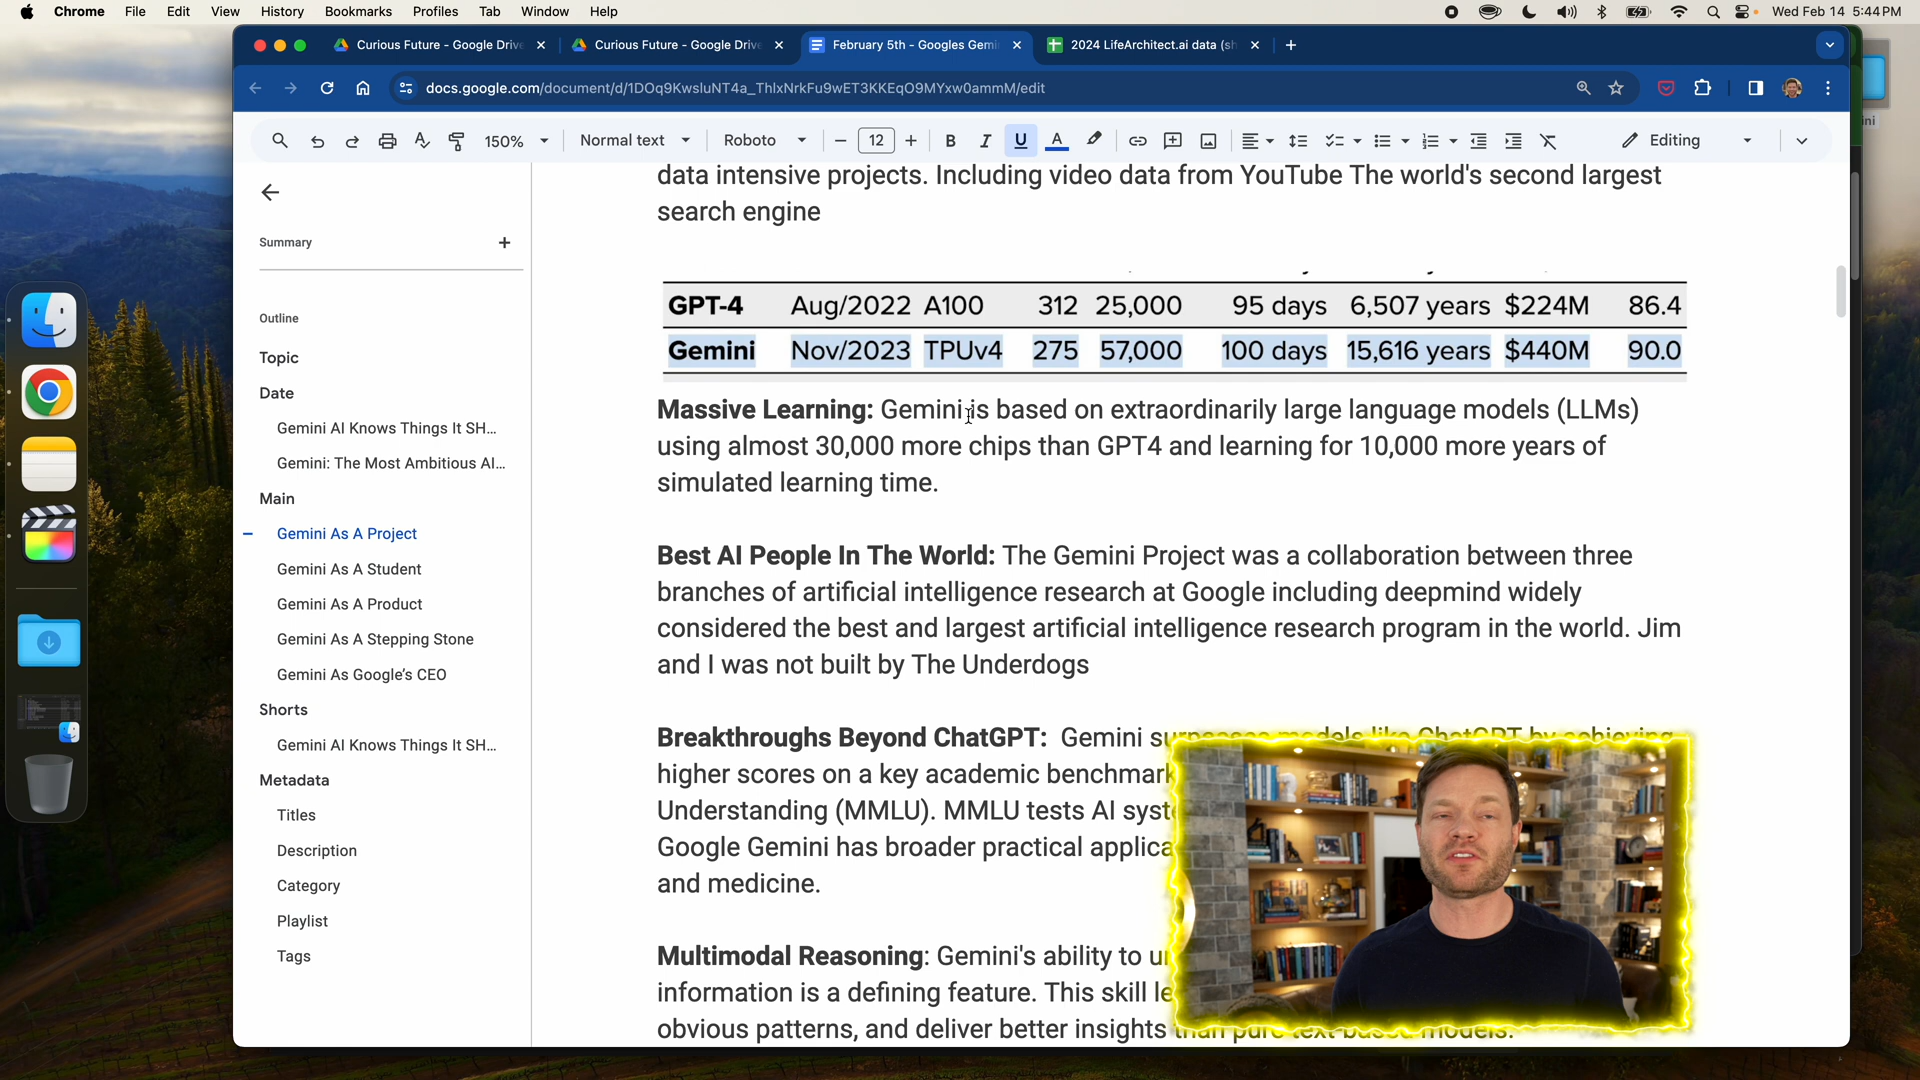 Chrome File Edit View History Bookmarks Profiles Tab Window Help Wed Feb 14 5:44 PM
Curious Future - Google Drive Curious Future - Google Drive February 5th - Googles Gemi 2024 LifeArchitect.ai data (sh
docs.google.com/document/d/1DOq9KwsluNT4a_ThlxNrkFu9wET3KKEqO9MYxw0ammM/edit
150% Normal text Roboto 12 B I U A Editing
Summary
Outline
Topic
Date
Gemini AI Knows Things It SH...
Gemini: The Most Ambitious AI...
Main
Gemini As A Project
Gemini As A Student
Gemini As A Product
Gemini As A Stepping Stone
Gemini As Google's CEO
Shorts
Gemini AI Knows Things It SH...
Metadata
Titles
Description
Category
Playlist
Tags
data intensive projects. Including video data from YouTube The world's second largest
search engine
GPT-4 Aug/2022 A100 312 25,000 95 days 6,507 years $224M 86.4
Gemini Nov/2023 TPUv4 275 57,000 100 days 15,616 years $440M 90.0
Massive Learning: Gemini is based on extraordinarily large language models (LLMs)
using almost 30,000 more chips than GPT4 and learning for 10,000 more years of
simulated learning time.
Best AI People In The World: The Gemini Project was a collaboration between three
branches of artificial intelligence research at Google including deepmind widely
considered the best and largest artificial intelligence research program in the world. Jim
and I was not built by The Underdogs
Breakthroughs Beyond ChatGPT: Gemini surpasses models like ChatGPT by achieving
higher scores on a key academic benchmark
Understanding (MMLU). MMLU tests AI syst
Google Gemini has broader practical applica
and medicine.
Multimodal Reasoning: Gemini's ability to u
information is a defining feature. This skill le
obvious patterns, and deliver better insights than pure text based models.